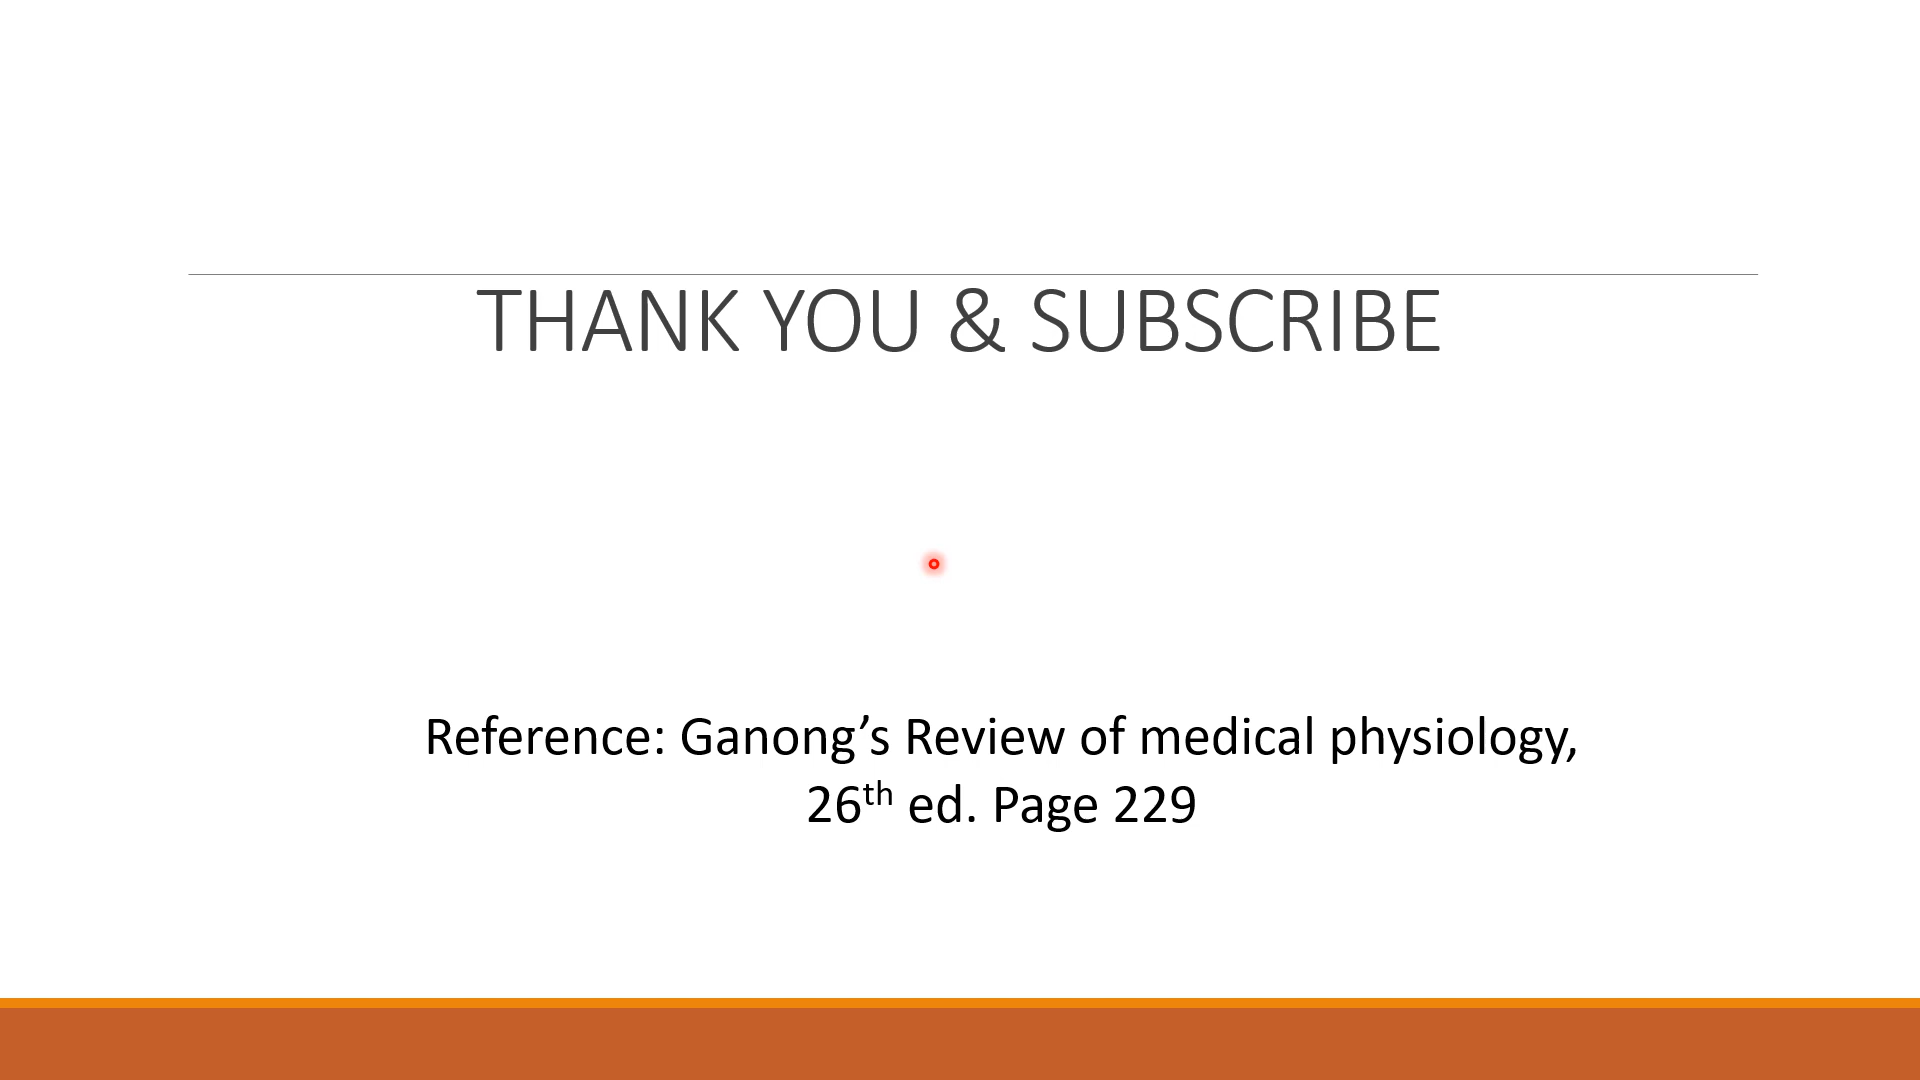 THANK YOU & SUBSCRIBE
Reference: Ganong’s Review of medical physiology,
26th ed. Page 229